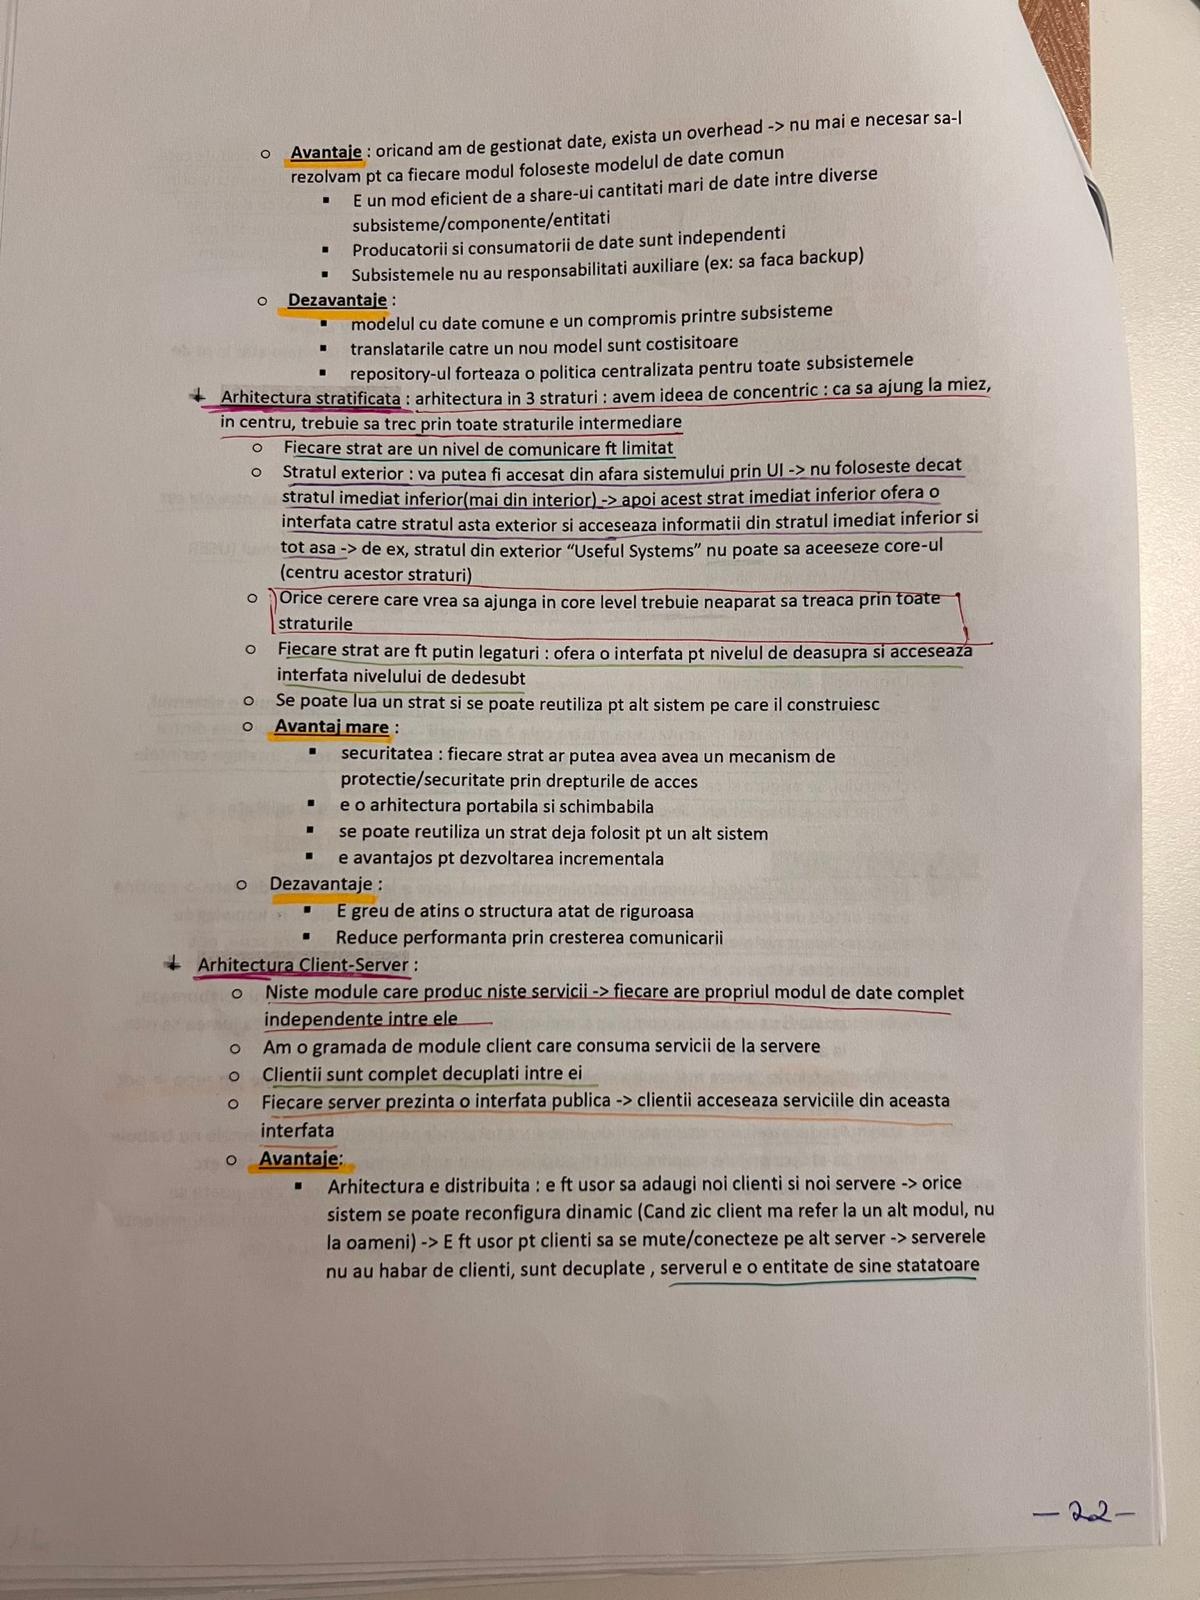 o Avantaje : oricand am de gestionat date, exista un overhead -> nu mai e necesar sa-l
rezolvam pt ca fiecare modul foloseste modelul de date comun
▪ E un mod eficient de a share-ui cantitati mari de date intre diverse
subsisteme/componente/entitati
▪ Producatorii si consumatorii de date sunt independenti
▪ Subsistemele nu au responsabilitati auxiliare (ex: sa faca backup)
o Dezavantaje :
▪ modelul cu date comune e un compromis printre subsisteme
▪ translatarile catre un nou model sunt costisitoare
▪ repository-ul forteaza o politica centralizata pentru toate subsistemele
Arhitectura stratificata : arhitectura in 3 straturi : avem ideea de concentric : ca sa ajung la miez,
in centru, trebuie sa trec prin toate straturile intermediare
o Fiecare strat are un nivel de comunicare ft limitat
o Stratul exterior : va putea fi accesat din afara sistemului prin UI -> nu foloseste decat
stratul imediat inferior(mai din interior) -> apoi acest strat imediat inferior ofera o
interfata catre stratul asta exterior si acceseaza informatii din stratul imediat inferior si
tot asa -> de ex, stratul din exterior “Useful Systems” nu poate sa aceeseze core-ul
(centru acestor straturi)
o Orice cerere care vrea sa ajunga in core level trebuie neaparat sa treaca prin toate
straturile
o Fiecare strat are ft putin legaturi : ofera o interfata pt nivelul de deasupra si acceseaza
interfata nivelului de dedesubt
o Se poate lua un strat si se poate reutiliza pt alt sistem pe care il construiesc
o Avantaj mare :
▪ securitatea : fiecare strat ar putea avea avea un mecanism de
protectie/securitate prin drepturile de acces
▪ e o arhitectura portabila si schimbabila
▪ se poate reutiliza un strat deja folosit pt un alt sistem
▪ e avantajos pt dezvoltarea incrementala
o Dezavantaje :
▪ E greu de atins o structura atat de riguroasa
▪ Reduce performanta prin cresterea comunicarii
Arhitectura Client-Server :
o Niste module care produc niste servicii -> fiecare are propriul modul de date complet
independente intre ele
o Am o gramada de module client care consuma servicii de la servere
o Clientii sunt complet decuplati intre ei
o Fiecare server prezinta o interfata publica -> clientii acceseaza serviciile din aceasta
interfata
o Avantaje:
▪ Arhitectura e distribuita : e ft usor sa adaugi noi clienti si noi servere -> orice
sistem se poate reconfigura dinamic (Cand zic client ma refer la un alt modul, nu
la oameni) -> E ft usor pt clienti sa se mute/conecteze pe alt server -> serverele
nu au habar de clienti, sunt decuplate , serverul e o entitate de sine statatoare
— 22 —